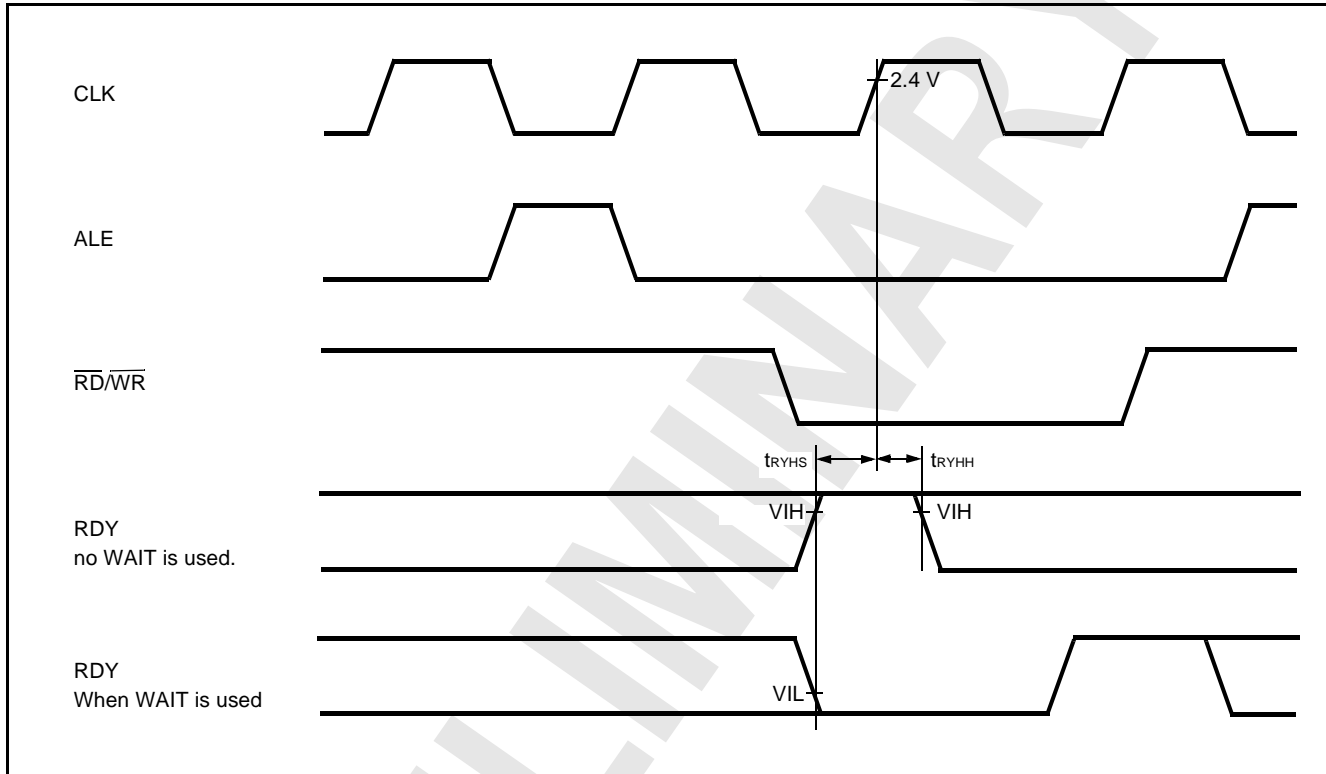 CLK
2.4 V
ALE
RD/WR
tRYHS
tRYHH
RDY
no WAIT is used.
VIH
VIH
RDY
When WAIT is used
VIL
LIMINARY